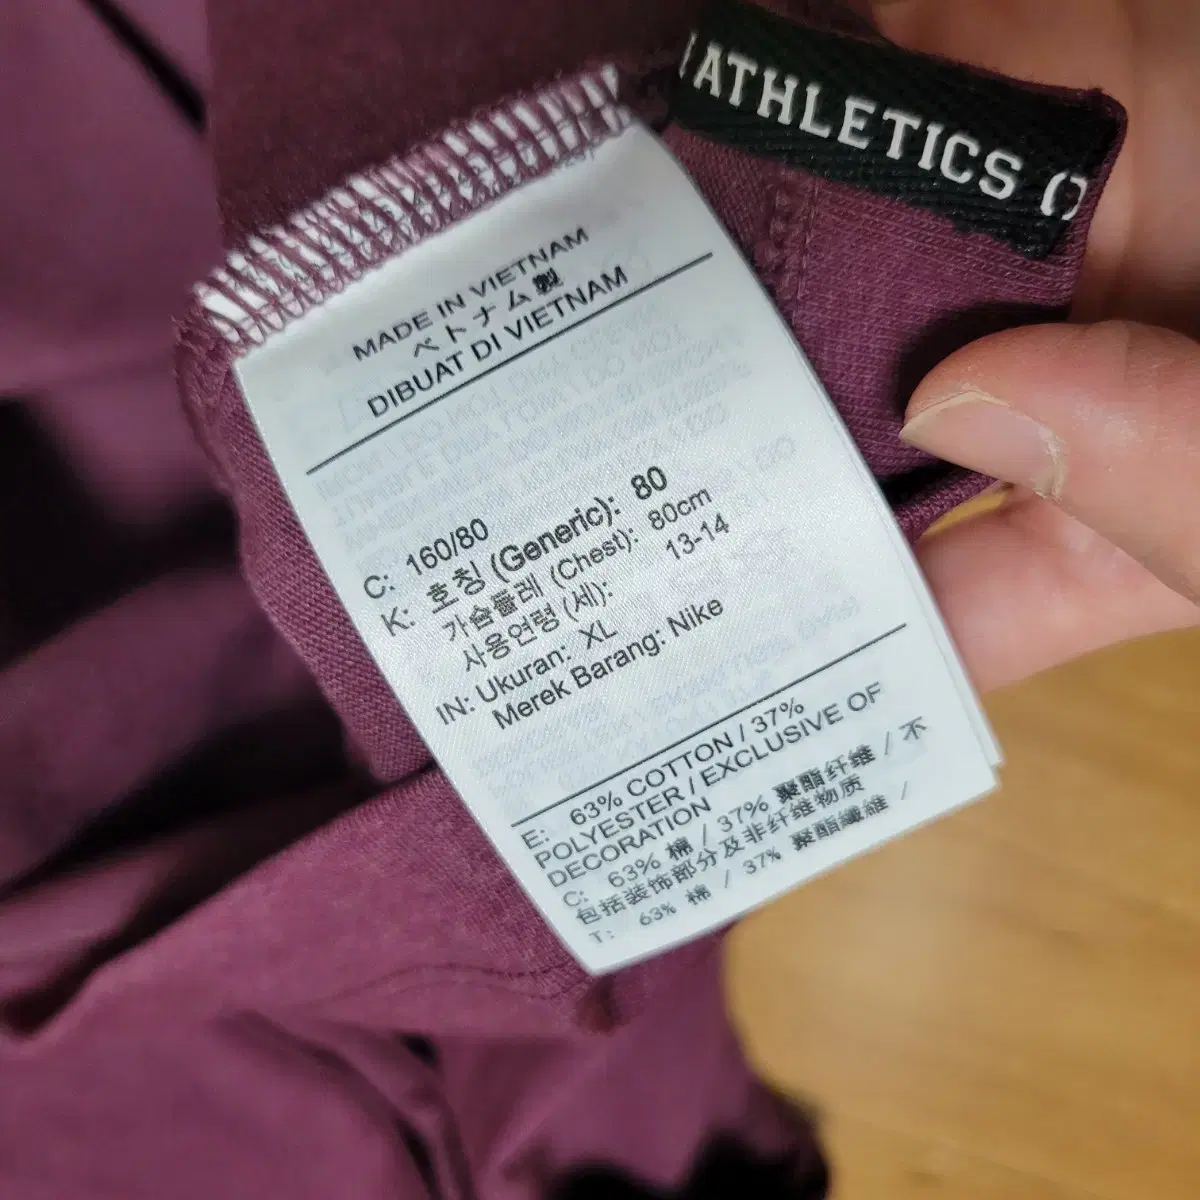 ATHLETICS
MADE IN VIETNAM
ベトナム製
DIBUAT DI VIETNAM
C: 160/80
K: 호칭 (Generic): 80
가슴둘레 (Chest): 80cm
사용연령 (세): 13-14
IN: Ukuran: XL
Merek Barang: Nike
E: 63% COTTON / 37%
POLYESTER / EXCLUSIVE OF
DECORATION
C: 63% 棉 / 37% 聚酯纤维 / 不
包括装饰部分及非纤维物质
T: 63% 棉 / 37% 聚酯纖維 /